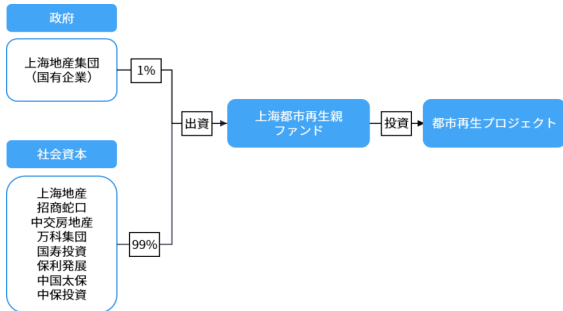 政府
上海地産集団
（国有企業）
1%
出資
上海都市再生親
ファンド
投資
都市再生プロジェクト
社会資本
上海地産
招商蛇口
中交房地産
万科集団
国寿投資
保利発展
中国太保
中保投資
99%